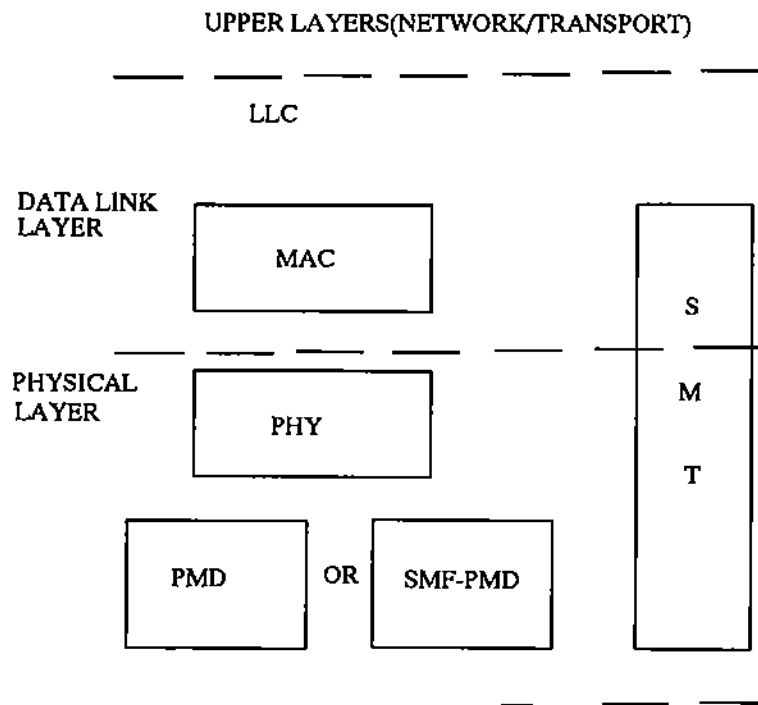 UPPER LAYERS(NETWORK/TRANSPORT)
LLC
DATA LINK
LAYER
MAC
S
PHYSICAL
LAYER
M
PHY
T
PMD
OR
SMF-PMD